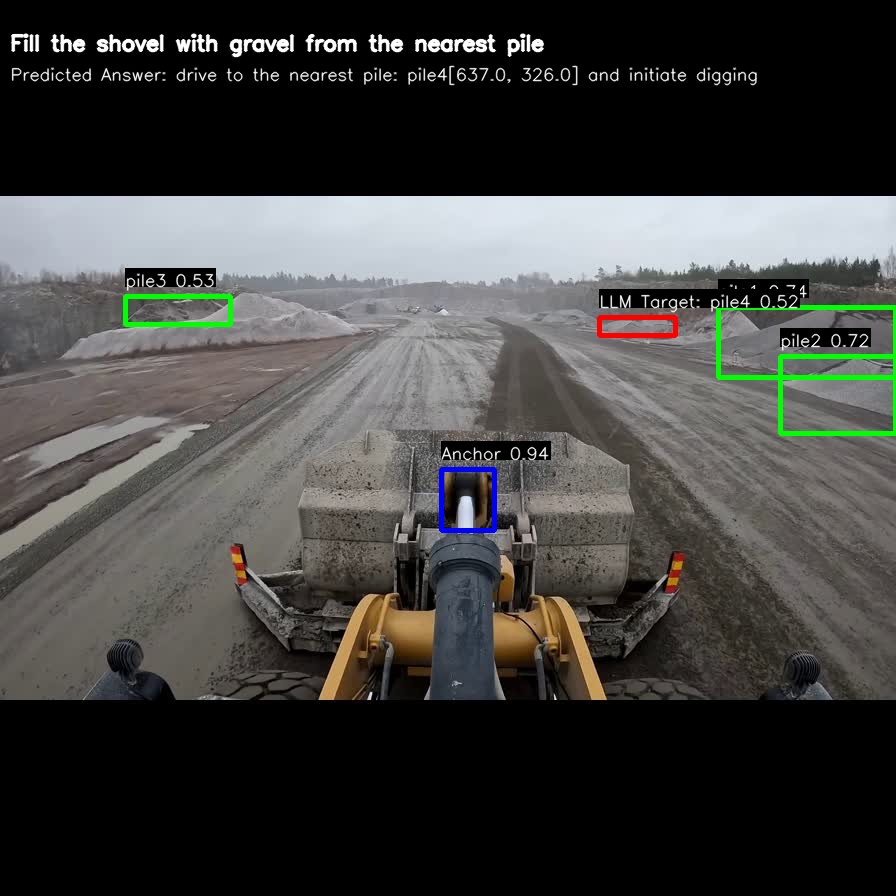 Fill the shovel with gravel from the nearest pile
Predicted Answer: drive to the nearest pile: pile4[637.0, 326.0] and initiate digging
pile3 0.53
LLM Target: pile4 0.52
pile2 0.72
Anchor 0.94